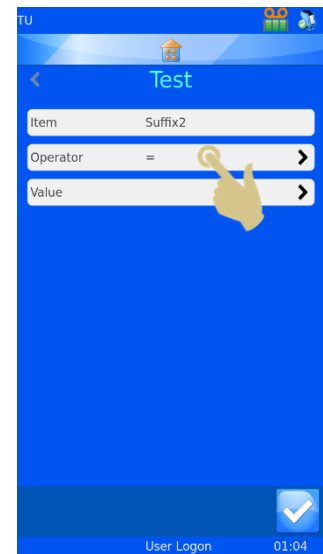 TU
Test
Item Suffix2
Operator =
Value
User Logon 01:04